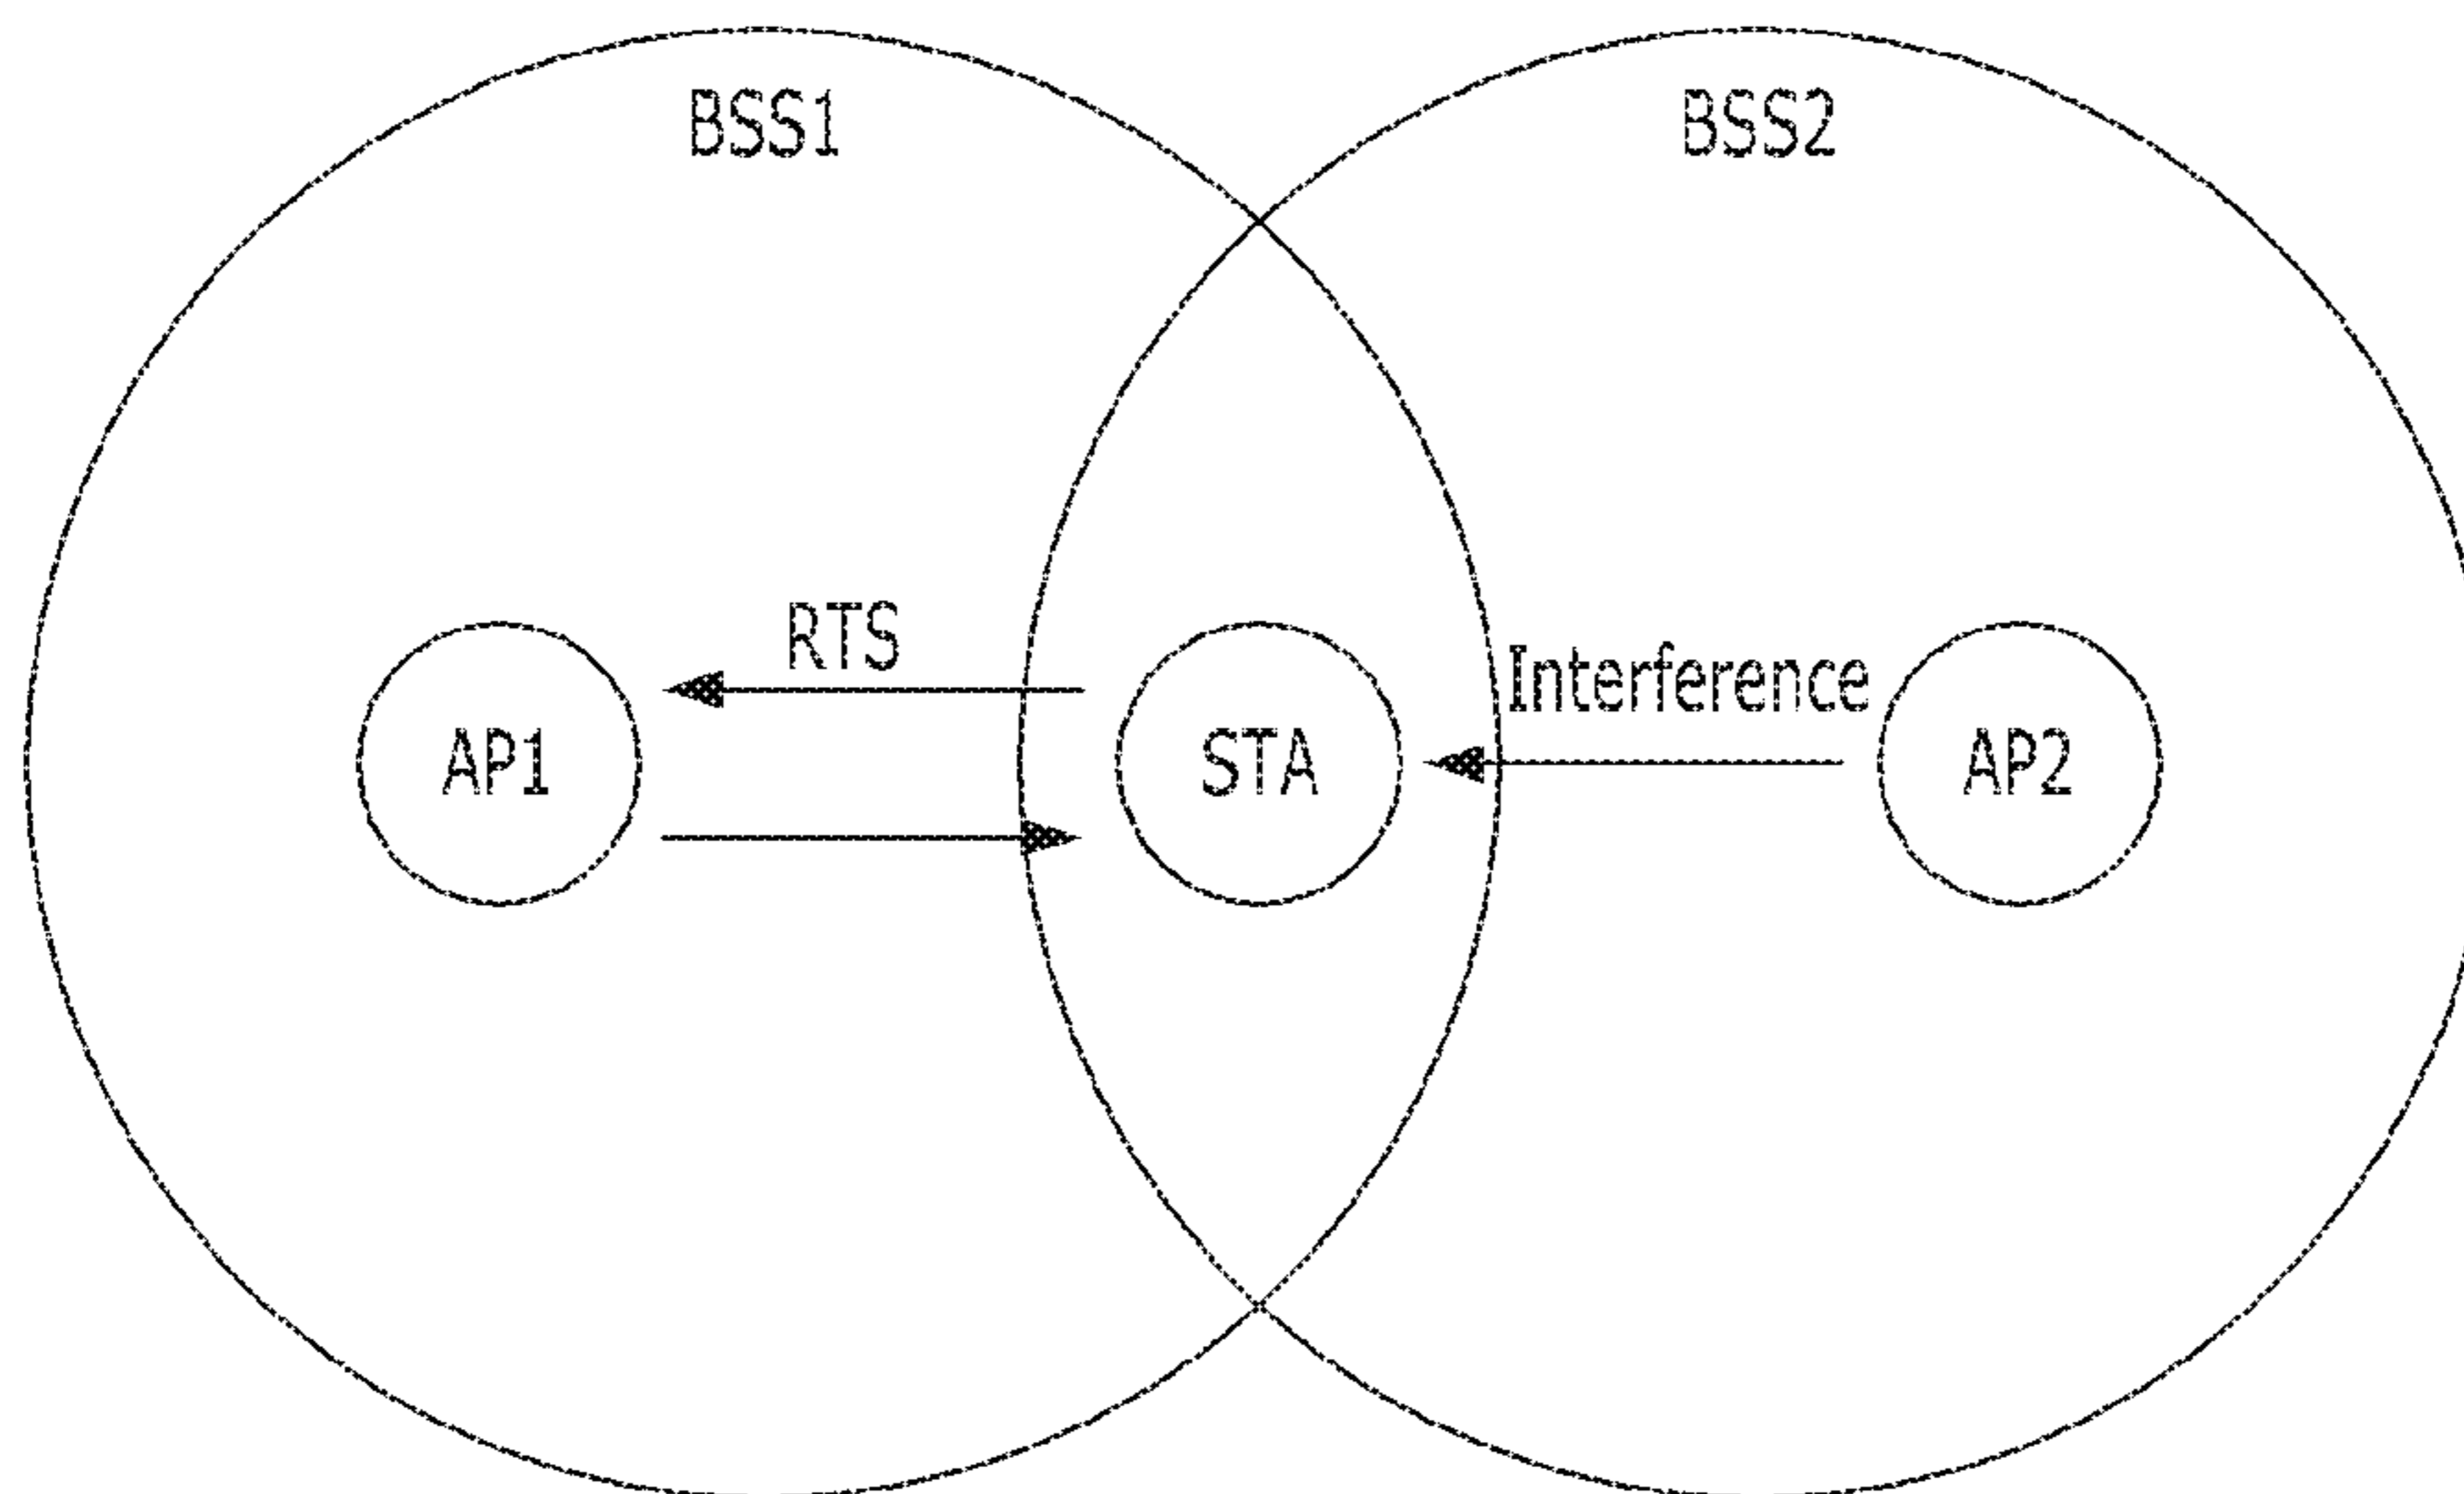 BSS1
BSS2
RTS
Interference
AP1
STA
AP2